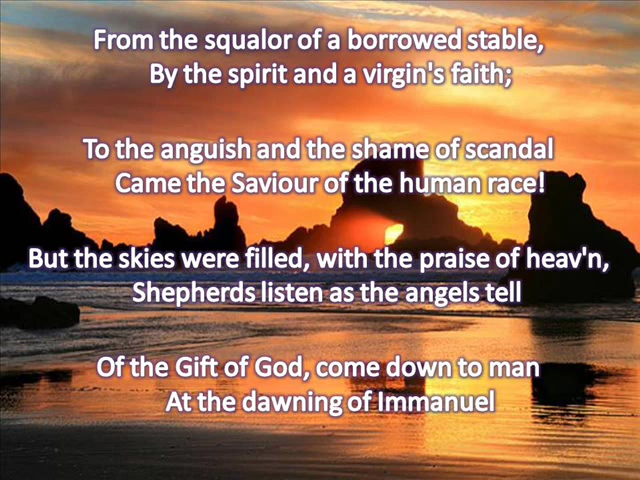 From the squalor of a borrowed stable,
By the spirit and a virgin's faith;
To the anguish and the shame of scandal
Came the Saviour of the human race!
But the skies were filled, with the praise of heav'n,
Shepherds listen as the angels tell
Of the Gift of God, come down to man
At the dawning of Immanuel